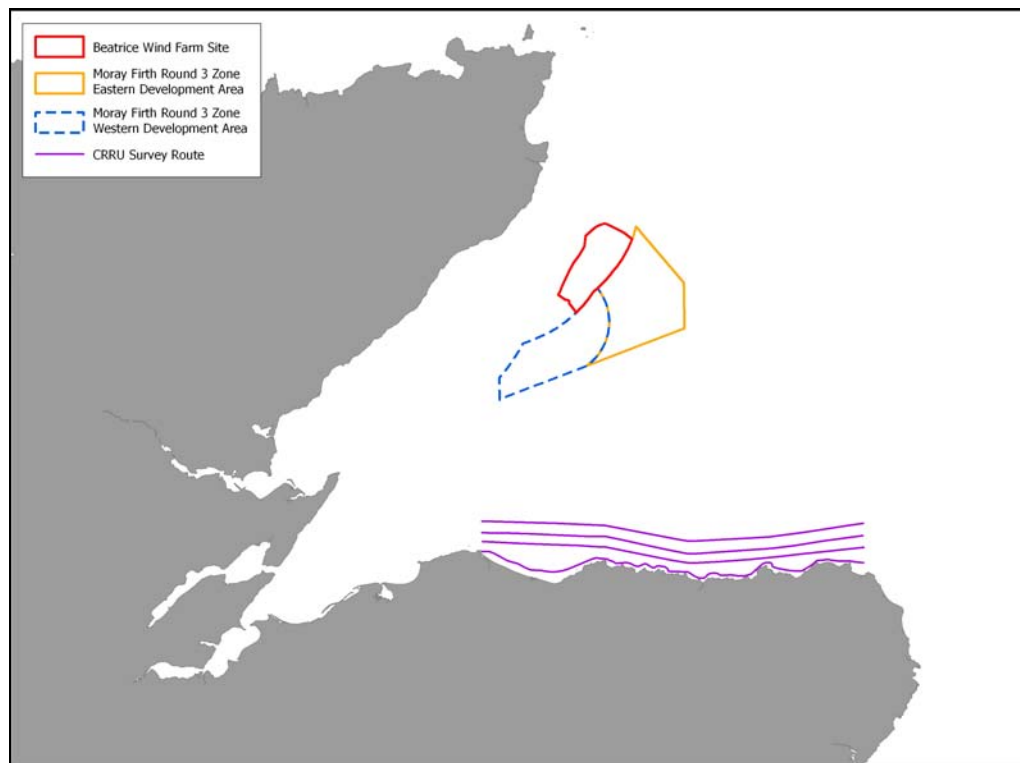 Beatrice Wind Farm Site
Moray Firth Round 3 Zone
Eastern Development Area
Moray Firth Round 3 Zone
Western Development Area
CRRU Survey Route